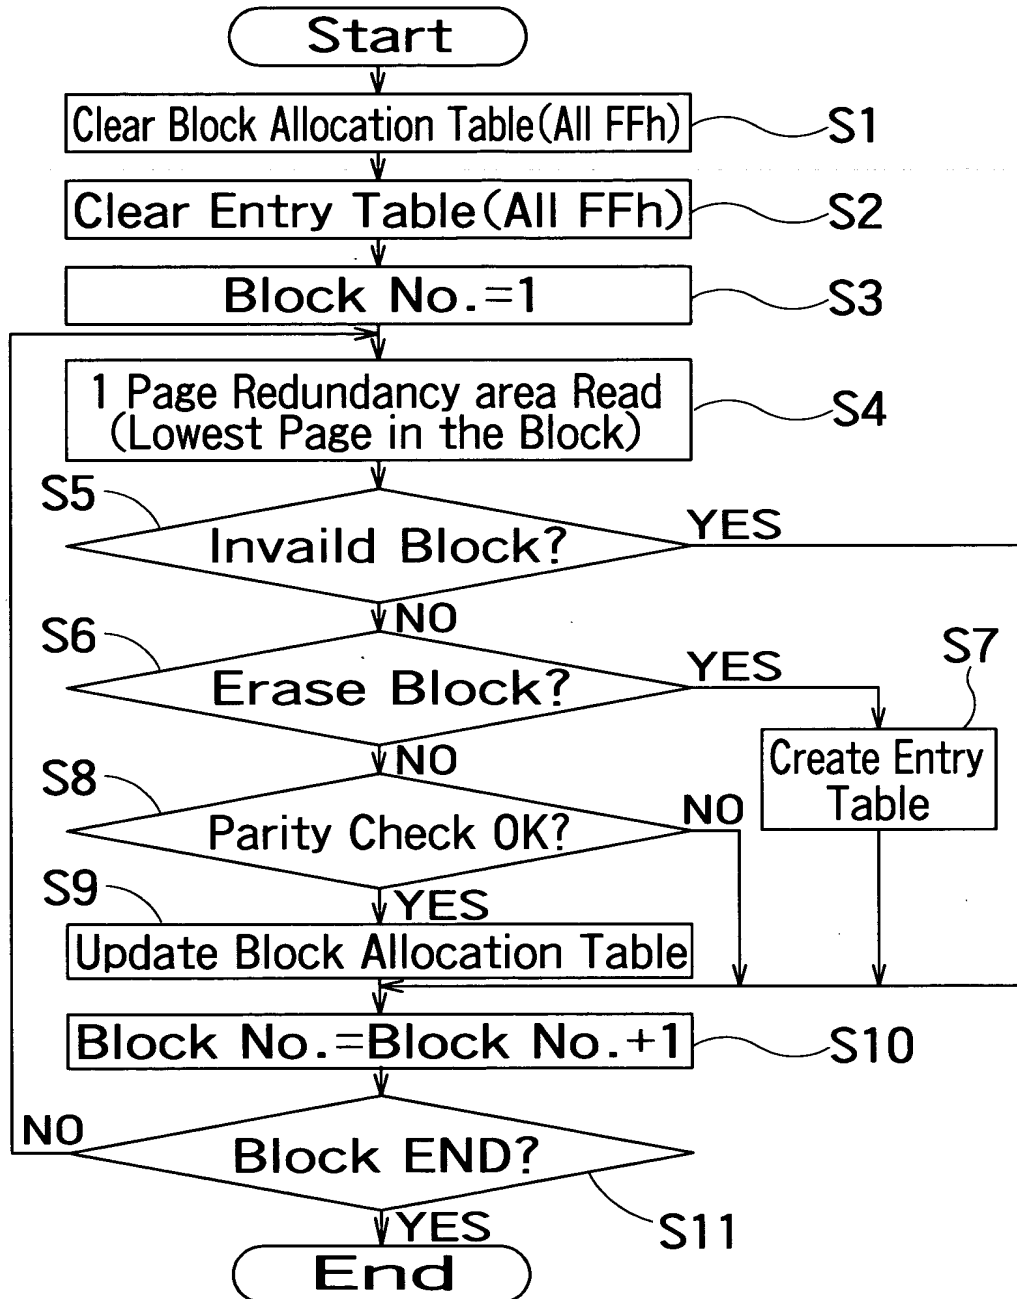 Start
Clear Block Allocation Table(All FFh)
S1
Clear Entry Table(All FFh)
S2
Block No.=1
S3
1 Page Redundancy area Read
(Lowest Page in the Block)
S4
S5
Invaild Block?
YES
NO
S6
Erase Block?
YES
S7
Create Entry
Table
NO
S8
Parity Check OK?
NO
YES
S9
Update Block Allocation Table
Block No.=Block No.+1
S10
Block END?
NO
S11
YES
End